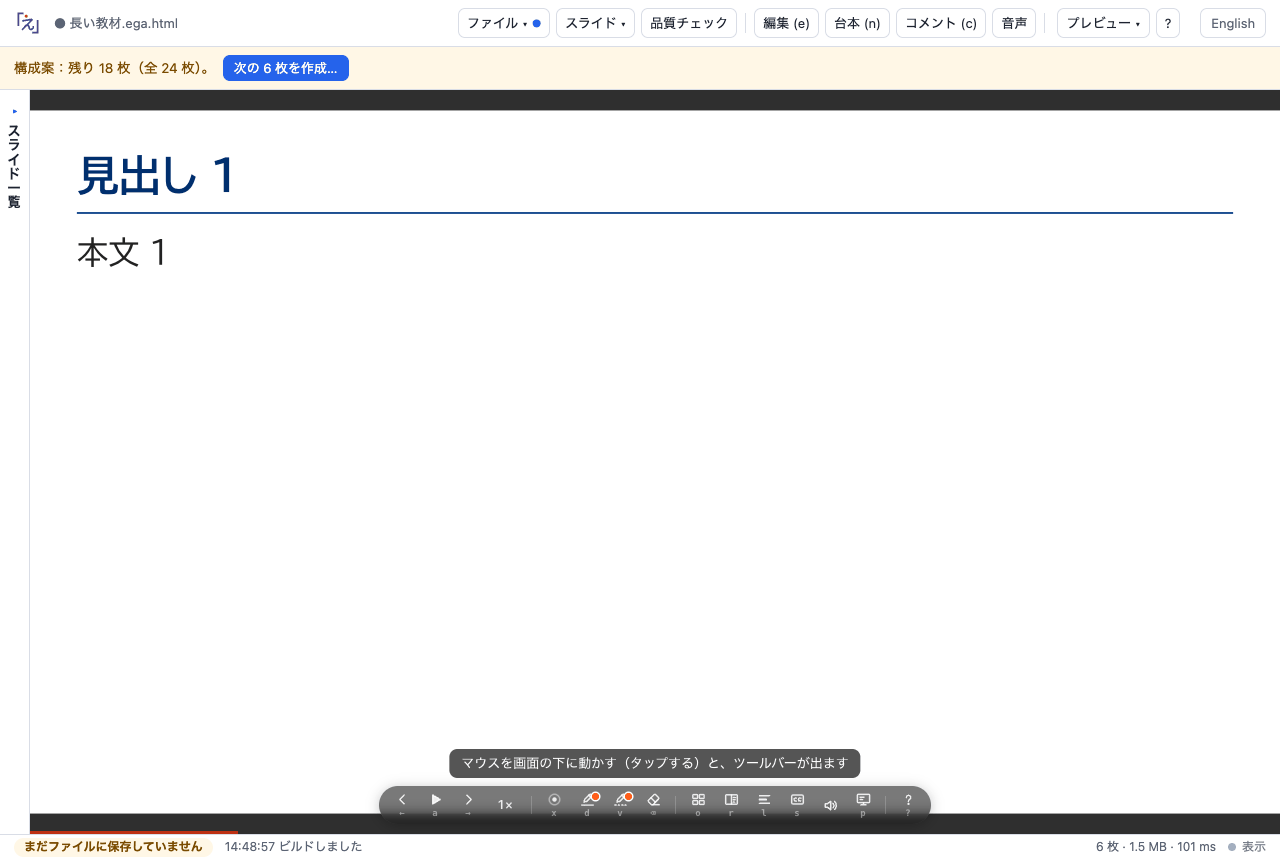 「え」
● 長い教材.ega.html
ファイル ▾
スライド ▾
品質チェック
編集 (e)
台本 (n)
コメント (c)
音声
プレビュー ▾
?
English
構成案：残り 18 枚（全 24 枚）。
次の 6 枚を作成…
スライド一覧
見出し 1
本文 1
マウスを画面の下に動かす（タップする）と、ツールバーが出ます
1×
CC
?
← a → x d v ⌫ o r l s p ?
まだファイルに保存していません
14:48:57 ビルドしました
6 枚 · 1.5 MB · 101 ms
表示